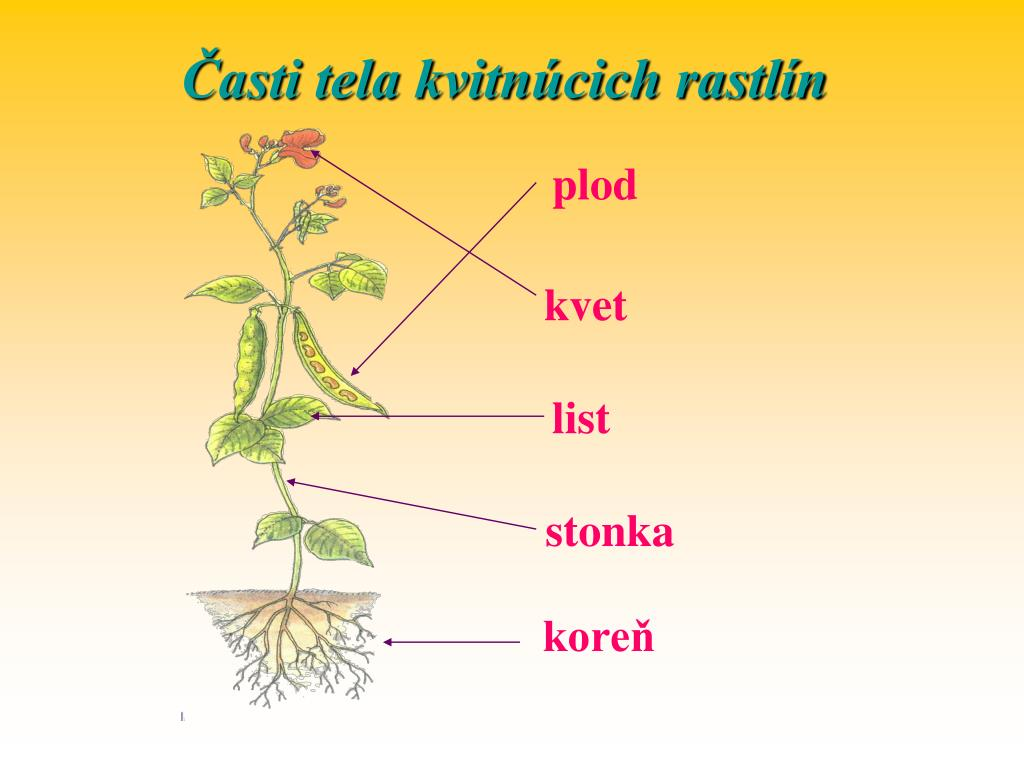 Časti tela kvitnúcich rastlín
plod
kvet
list
stonka
koreň